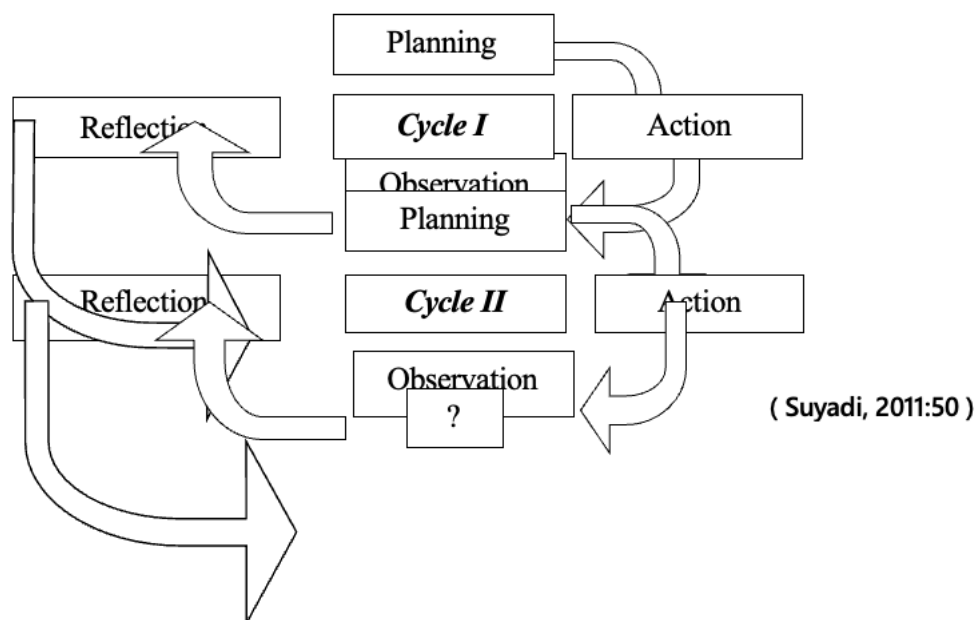 Planning
Reflection
Cycle I
Action
Observation
Planning
Reflection
Cycle II
Action
Observation
?
( Suyadi, 2011:50 )